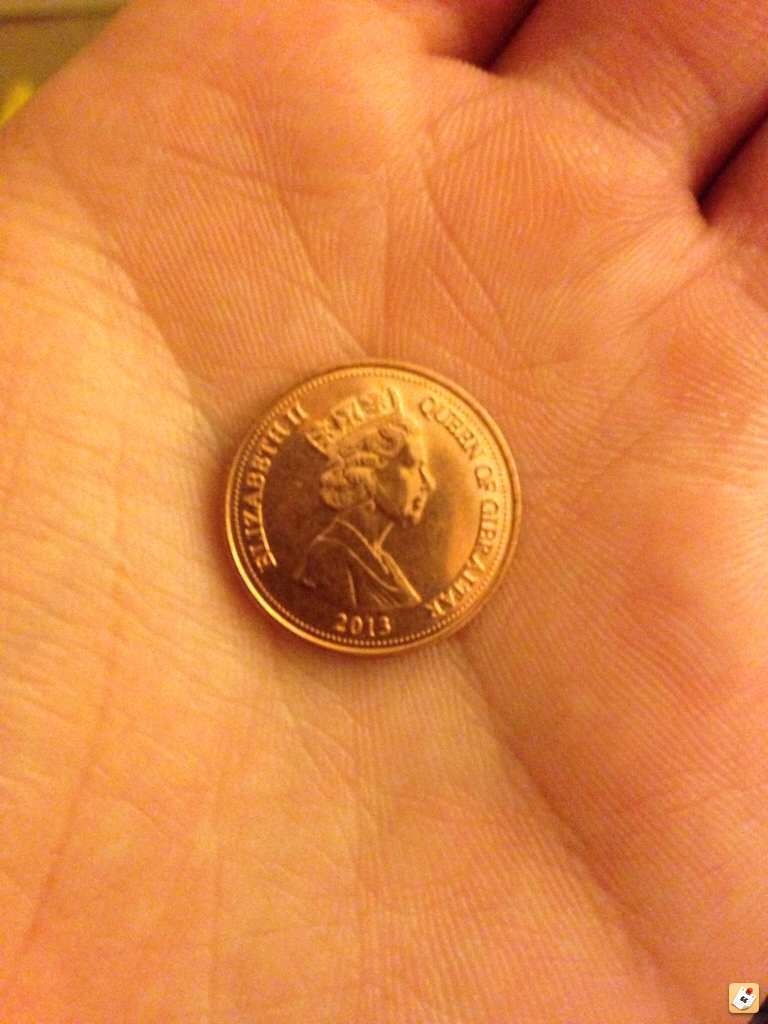 ELIZABETH II
QUEEN OF GIBRALTAR
2013